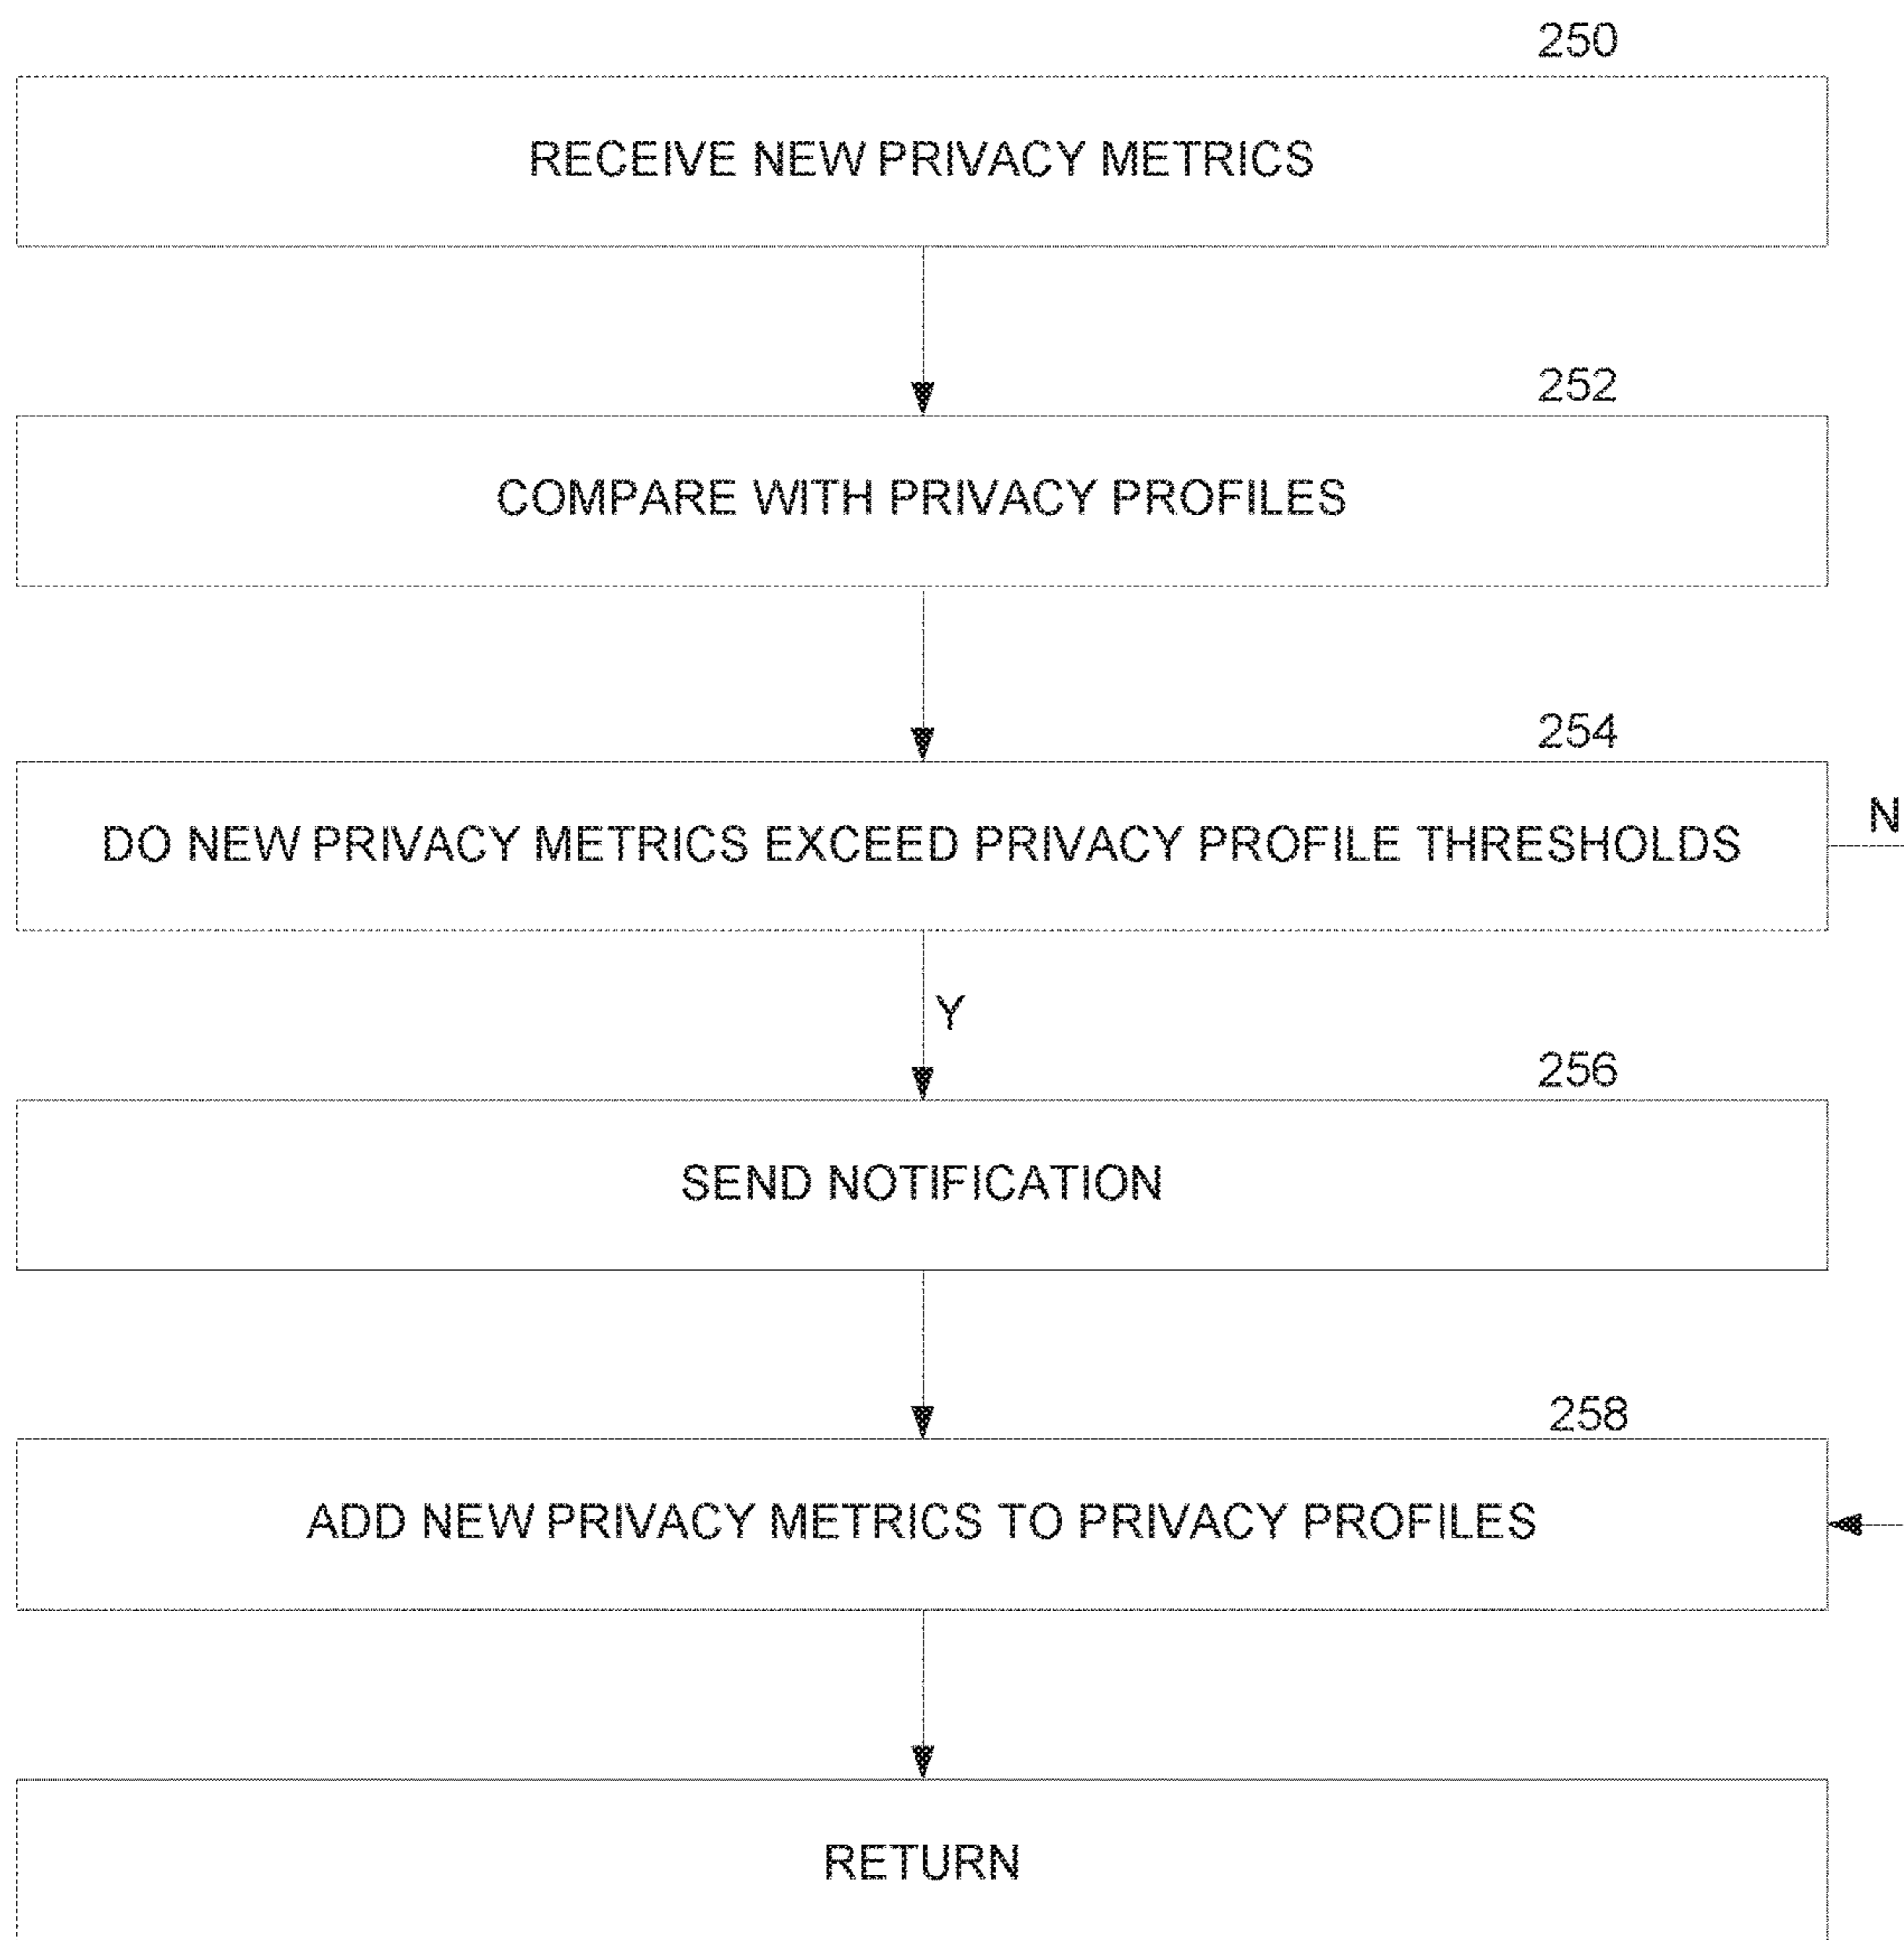 250
RECEIVE NEW PRIVACY METRICS
252
COMPARE WITH PRIVACY PROFILES
254
DO NEW PRIVACY METRICS EXCEED PRIVACY PROFILE THRESHOLDS
N
Y
256
SEND NOTIFICATION
258
ADD NEW PRIVACY METRICS TO PRIVACY PROFILES
RETURN